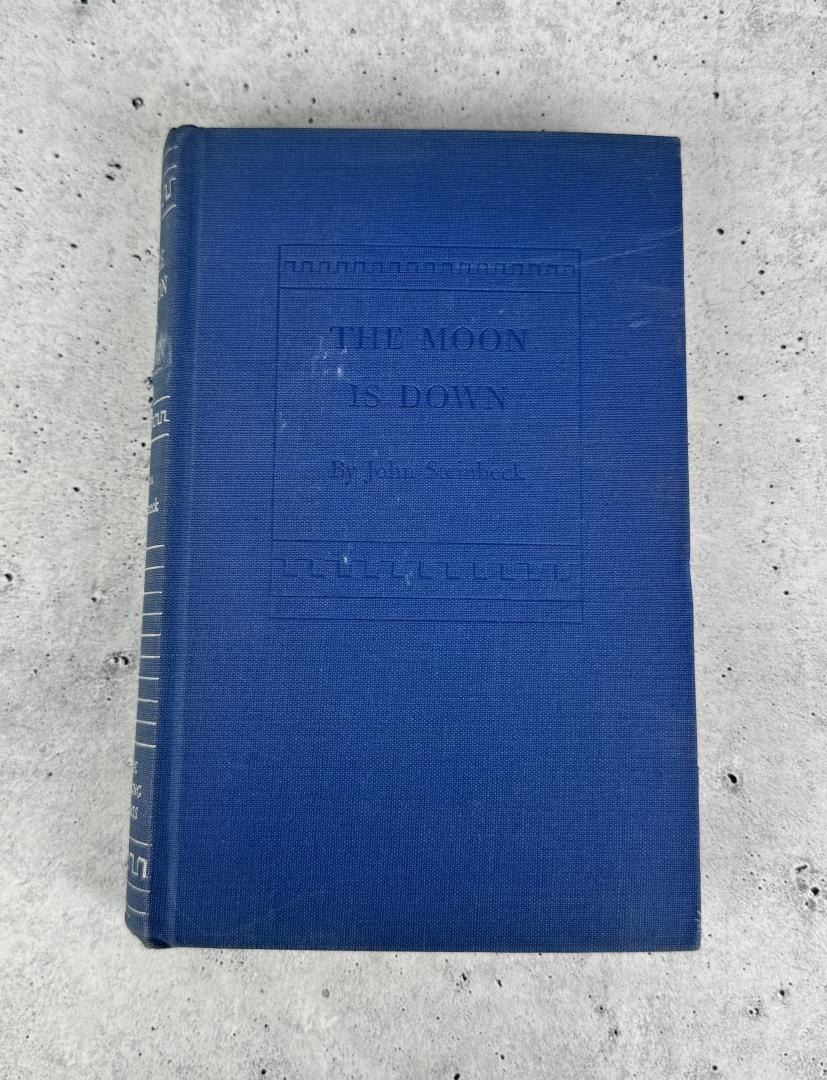 THE MOON
IS DOWN
By John Steinbeck